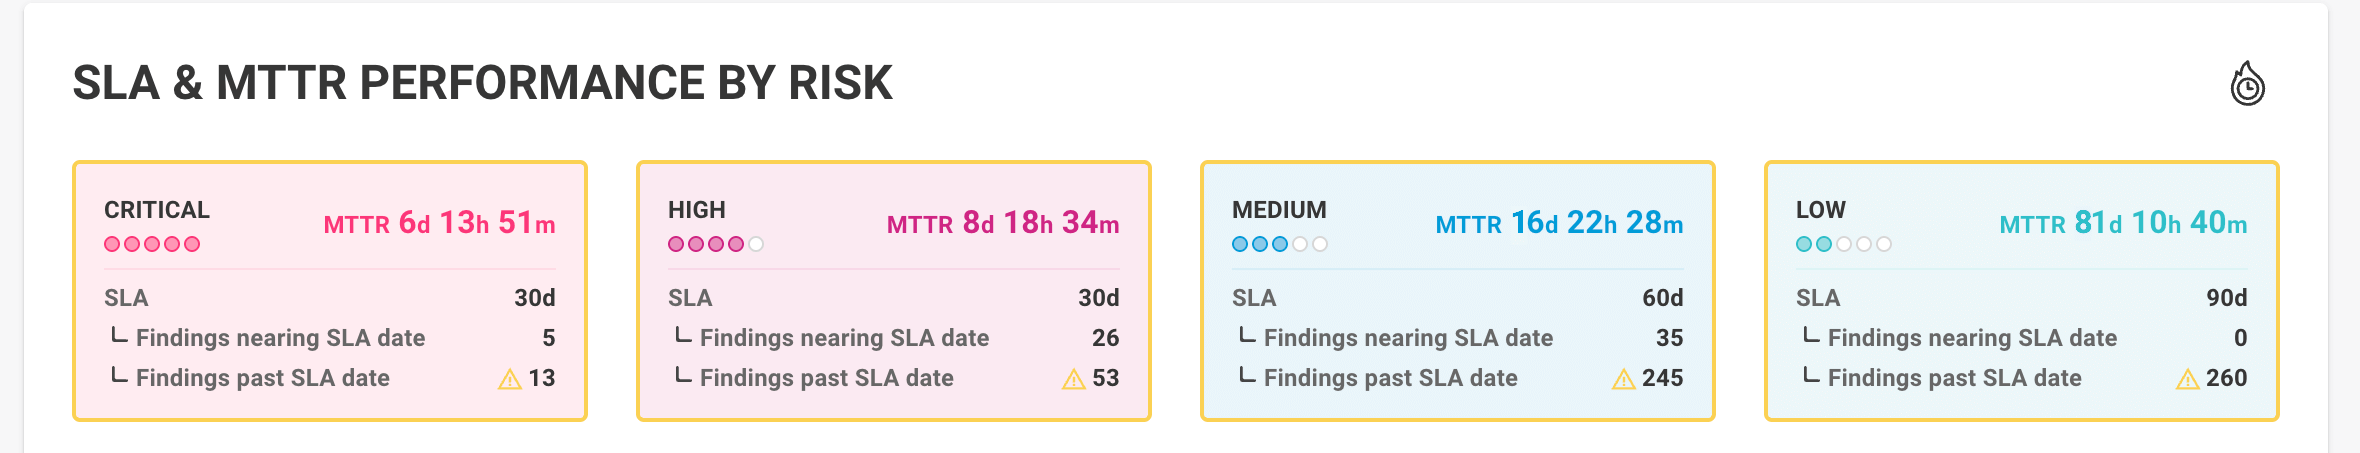 SLA & MTTR PERFORMANCE BY RISK
CRITICAL
MTTR 6d 13h 51m
SLA 30d
Findings nearing SLA date 5
Findings past SLA date 13
HIGH
MTTR 8d 18h 34m
SLA 30d
Findings nearing SLA date 26
Findings past SLA date 53
MEDIUM
MTTR 16d 22h 28m
SLA 60d
Findings nearing SLA date 35
Findings past SLA date 245
LOW
MTTR 81d 10h 40m
SLA 90d
Findings nearing SLA date 0
Findings past SLA date 260